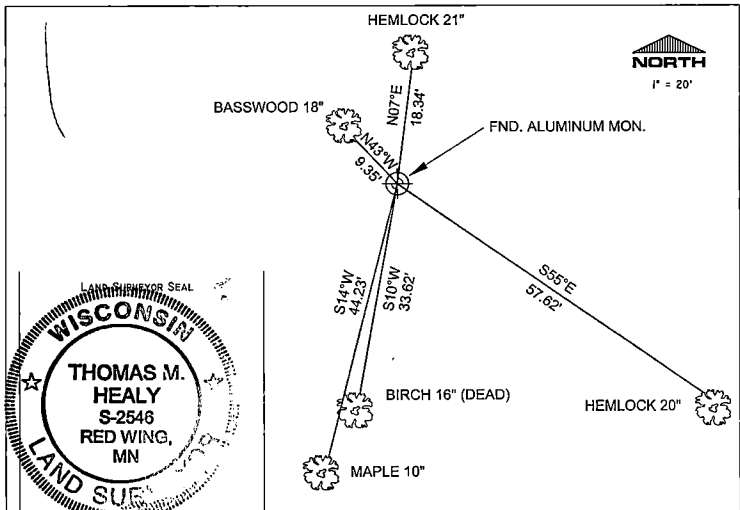 HEMLOCK 21"
NORTH
1" = 20'
BASSWOOD 18"
N07°E
18.34'
FND. ALUMINUM MON.
N43°W
9.35'
S55°E
57.62'
S14°W
44.23'
S10°W
33.62'
BIRCH 16" (DEAD)
HEMLOCK 20"
MAPLE 10"
LAND SURVEYOR SEAL
WISCONSIN
THOMAS M.
HEALY
S-2546
RED WING,
MN
LAND